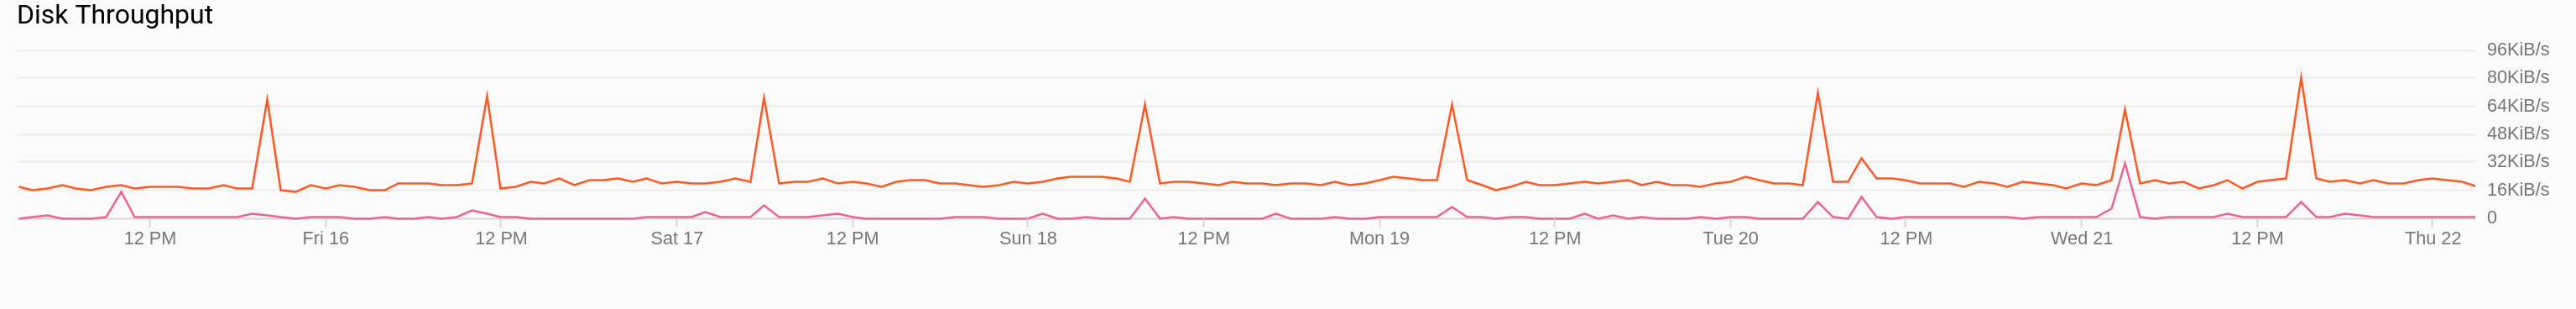 Disk Throughput
96KiB/s
80KiB/s
64KiB/s
48KiB/s
32KiB/s
16KiB/s
0
12 PM Fri 16 12 PM Sat 17 12 PM Sun 18 12 PM Mon 19 12 PM Tue 20 12 PM Wed 21 12 PM Thu 22